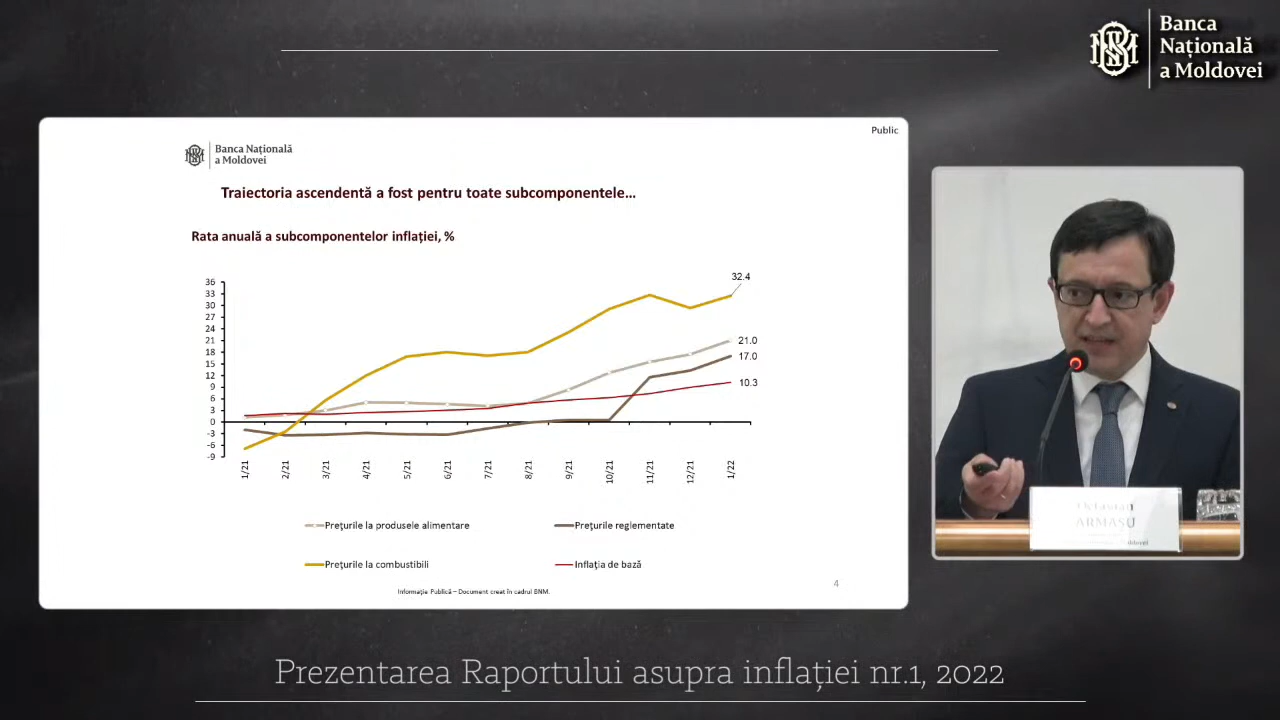 Banca
Națională
a Moldovei
Public
Banca Națională
a Moldovei
Traiectoria ascendentă a fost pentru toate subcomponentele...
Rata anuală a subcomponentelor inflației, %
36
33
30
27
24
21
18
15
12
9
6
3
0
-3
-6
-9
32.4
21.0
17.0
10.3
1/21
2/21
3/21
4/21
5/21
6/21
7/21
8/21
9/21
10/21
11/21
12/21
1/22
Prețurile la produsele alimentare
Prețurile reglementate
Prețurile la combustibili
Inflația de bază
Informația Publică – Document creat în cadrul BNM.
4
Octavian
ARMAȘU
Prezentarea Raportului asupra inflației nr.1, 2022